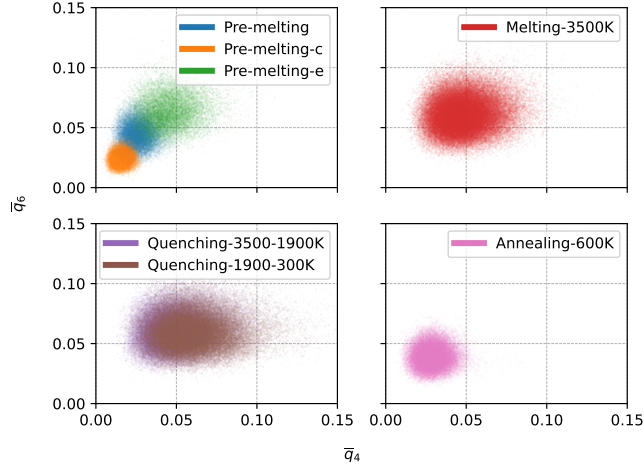 0.15
0.10
0.05
0.00
Pre-melting
Pre-melting-c
Pre-melting-e
Melting-3500K
q̅6
0.15
0.10
0.05
0.00
Quenching-3500-1900K
Quenching-1900-300K
Annealing-600K
0.00 0.05 0.10 0.15
0.00 0.05 0.10 0.15
q̅4